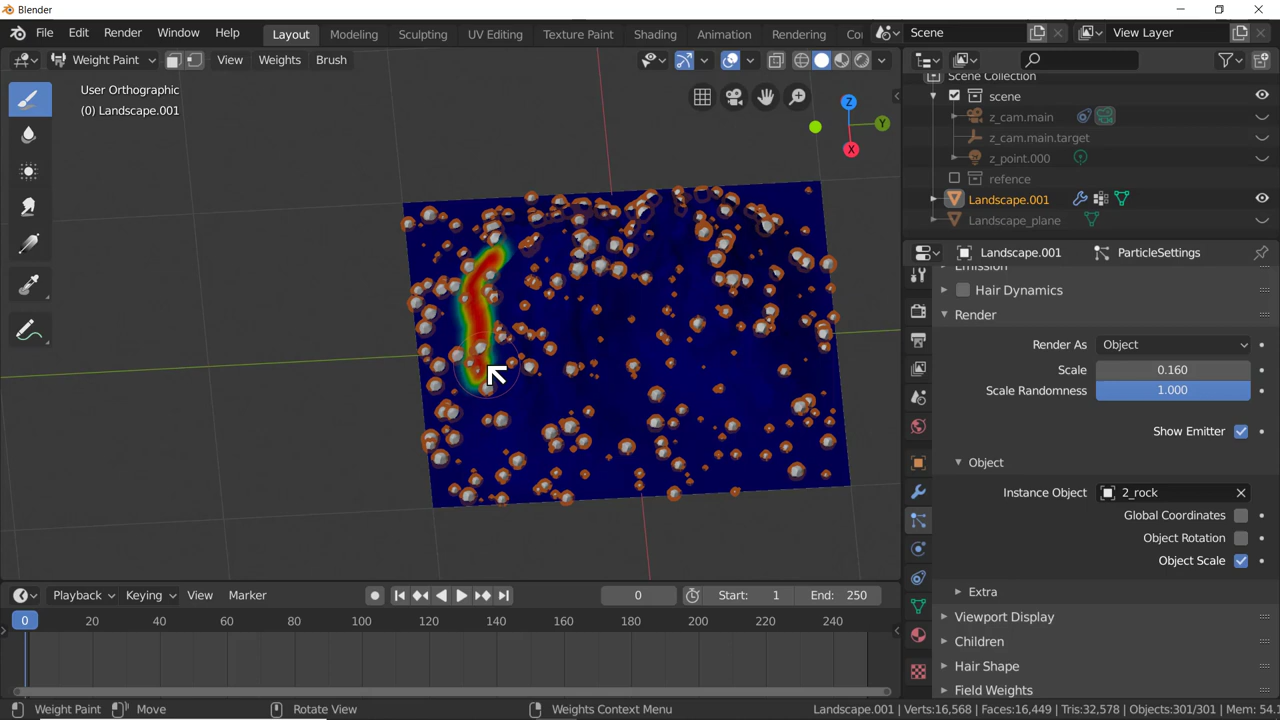 Blender
File Edit Render Window Help Layout Modeling Sculpting UV Editing Texture Paint Shading Animation Rendering Co Scene View Layer
Weight Paint View Weights Brush
User Orthographic
(0) Landscape.001
Z
Y
X
Scene Collection
scene
z_cam.main
z_cam.main.target
z_point.000
refence
Landscape.001
Landscape_plane
Landscape.001 ParticleSettings
Emission
Hair Dynamics
Render
Render As Object
Scale 0.160
Scale Randomness 1.000
Show Emitter
Object
Instance Object 2_rock
Global Coordinates
Object Rotation
Object Scale
Extra
Viewport Display
Children
Hair Shape
Field Weights
Playback Keying View Marker 0 Start: 1 End: 250
0 20 40 60 80 100 120 140 160 180 200 220 240
Weight Paint Move Rotate View Weights Context Menu Landscape.001 | Verts:16,568 | Faces:16,449 | Tris:32,578 | Objects:301/301 | Mem: 54.1